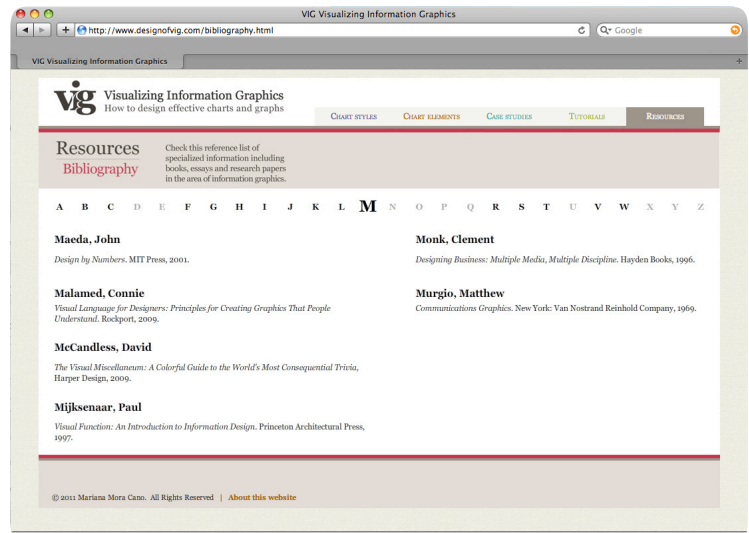 VIG Visualizing Information Graphics
http://www.designofvig.com/bibliography.html
Google
VIG Visualizing Information Graphics
vig
Visualizing Information Graphics
How to design effective charts and graphs
Chart styles
Chart elements
Case studies
Tutorials
Resources
Resources
Bibliography
Check this reference list of
specialized information including
books, essays and research papers
in the area of information graphics.
A B C D E F G H I J K L M N O P Q R S T U V W X Y Z
Maeda, John
Design by Numbers. MIT Press, 2001.
Malamed, Connie
Visual Language for Designers: Principles for Creating Graphics That People
Understand. Rockport, 2009.
McCandless, David
The Visual Miscellaneum: A Colorful Guide to the World's Most Consequential Trivia,
Harper Design, 2009.
Mijksenaar, Paul
Visual Function: An Introduction to Information Design. Princeton Architectural Press,
1997.
Monk, Clement
Designing Business: Multiple Media, Multiple Discipline. Hayden Books, 1996.
Murgio, Matthew
Communications Graphics. New York: Van Nostrand Reinhold Company, 1969.
© 2011 Mariana Mora Cano. All Rights Reserved | About this website